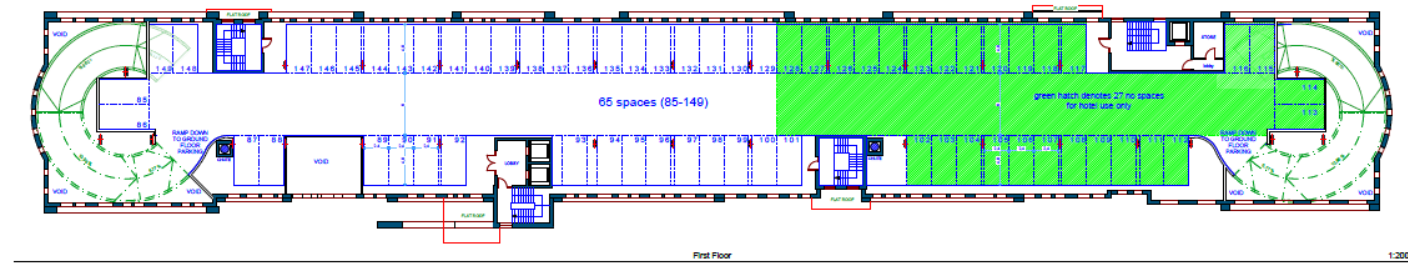 FLAT ROOF
FLAT ROOF
VOID
VOID
STORE
lobby
149 148
147 146 145 144 143 142 141 140 139 138 137 136 135 134 133 132 131 130 129 128 127 126 125 124 123 122 121 120 119 118 117
116 115
85
65 spaces (85-149)
green hatch denotes 27 no spaces
for hotel use only
114
113
86
RAMP DOWN
TO GROUND
FLOOR
PARKING
87 88
89 90 91 92
93 94 95 96 97 98 99 100 101
102 103 104 105 106 107 108 109 110 111 112
RAMP DOWN
TO GROUND
FLOOR
PARKING
VOID
LOBBY
VOID
VOID
VOID
FLAT ROOF
FLAT ROOF
First Floor
1:200